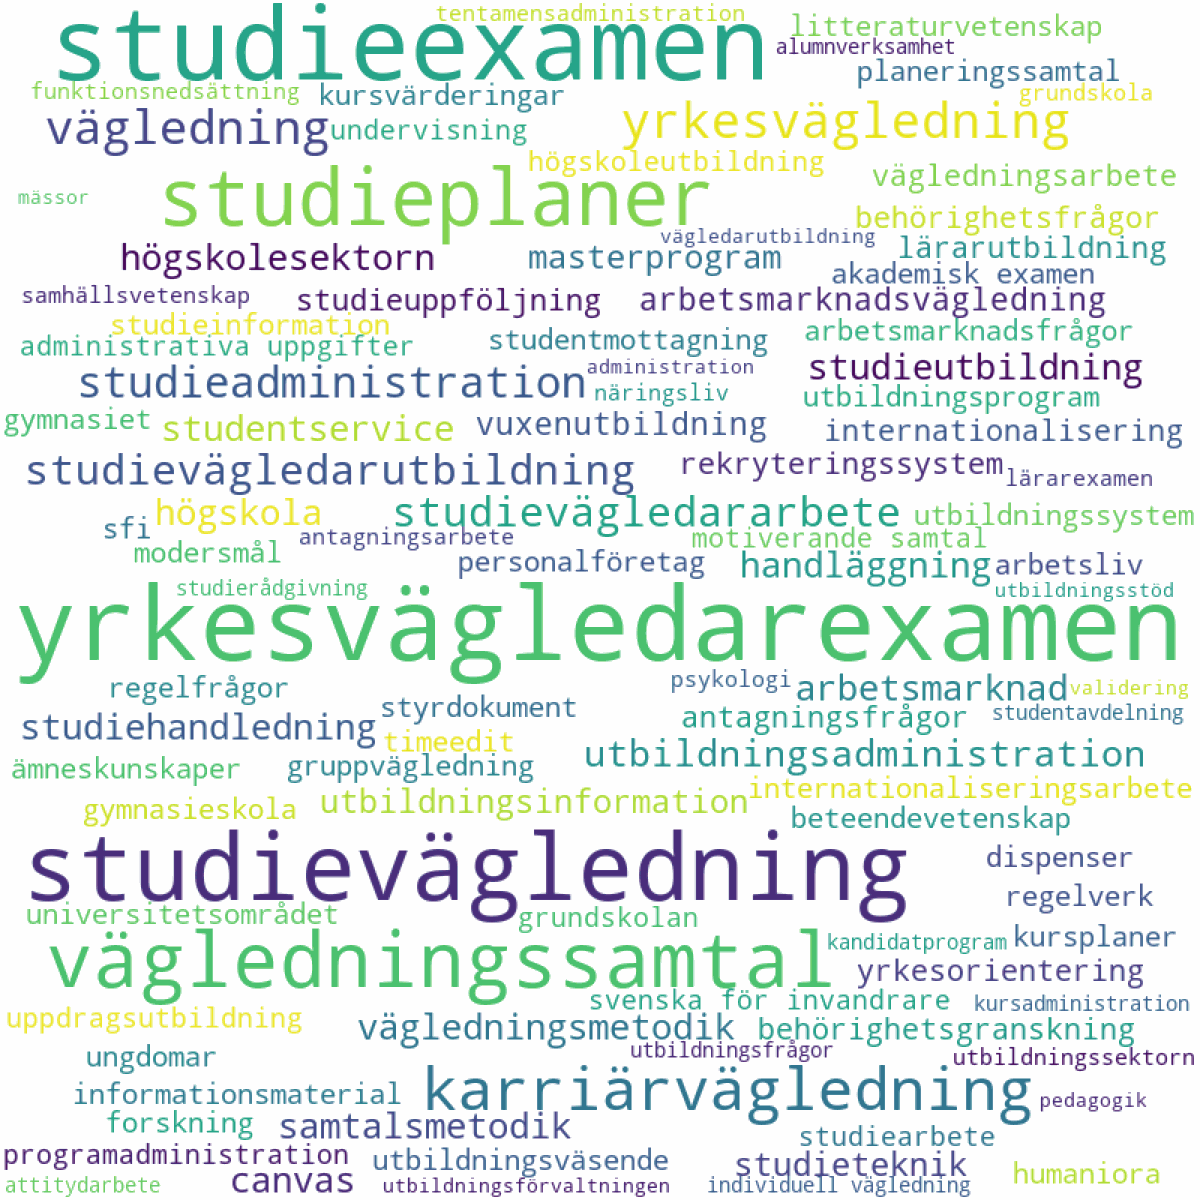 tentamensadministration
studieexamen
litteraturvetenskap
alumnverksamhet
planeringssamtal
funktionsnedsättning
kursvärderingar
grundskola
vägledning
undervisning
yrkesvägledning
högskoleutbildning
vägledningsarbete
mässor
studieplaner
behörighetsfrågor
vägledarutbildning
högskolesektorn
masterprogram
lärarutbildning
akademisk examen
samhällsvetenskap
studieuppföljning
arbetsmarknadsvägledning
studieinformation
arbetsmarknadsfrågor
administrativa uppgifter
studentmottagning
administration
studieutbildning
studieadministration
näringsliv
utbildningsprogram
gymnasiet
studentservice
vuxenutbildning
internationalisering
studievägledarutbildning
rekryteringssystem
lärarexamen
högskola
studievägledararbete
utbildningssystem
sfi
antagningsarbete
motiverande samtal
modersmål
personalföretag
handläggning
arbetsliv
studierådgivning
utbildningsstöd
yrkesvägledarexamen
regelfrågor
psykologi
arbetsmarknad
validering
styrdokument
antagningsfrågor
studentavdelning
studiehandledning
timeedit
utbildningsadministration
ämneskunskaper
gruppvägledning
internationaliseringsarbete
gymnasieskola
utbildningsinformation
beteendevetenskap
studievägledning
dispenser
regelverk
universitetsområdet
grundskolan
vägledningssamtal
kandidatprogram
kursplaner
yrkesorientering
svenska för invandrare
kursadministration
uppdragsutbildning
vägledningsmetodik
behörighetsgranskning
ungdomar
utbildningsfrågor
utbildningssektorn
informationsmaterial
karriärvägledning
pedagogik
forskning
samtalsmetodik
studiearbete
programadministration
utbildningsväsende
studieteknik
humaniora
attitydarbete
canvas
utbildningsförvaltningen
individuell vägledning